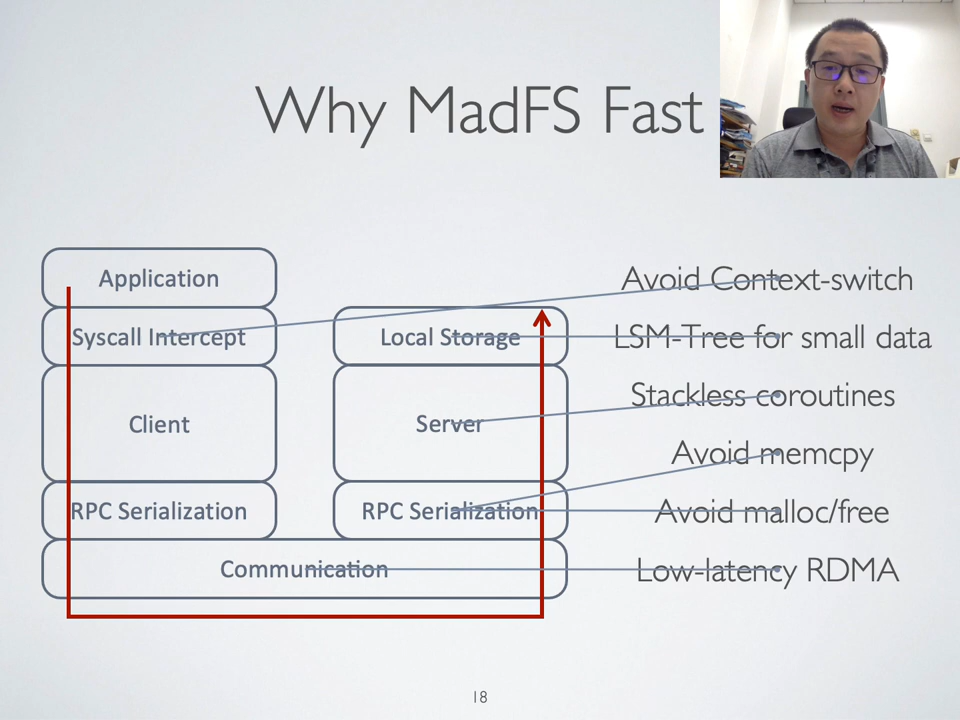 Why MadFS Fast
Application
Syscall Intercept
Client
RPC Serialization
Local Storage
Server
RPC Serialization
Communication
Avoid Context-switch
LSM-Tree for small data
Stackless coroutines
Avoid memcpy
Avoid malloc/free
Low-latency RDMA
18